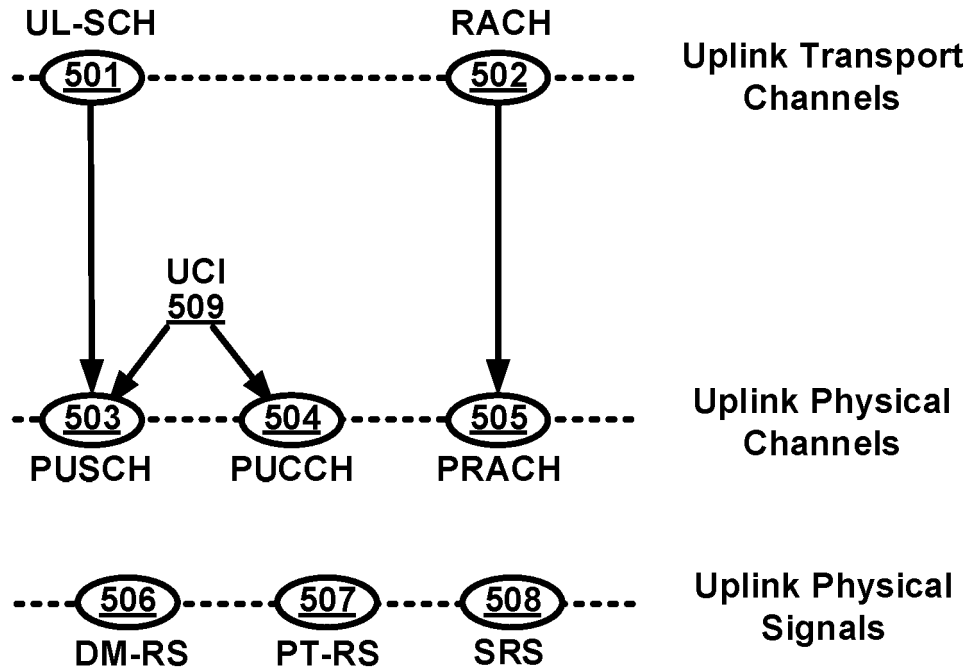 UL-SCH
RACH
501
502
Uplink Transport
Channels
UCI
509
503
504
505
Uplink Physical
Channels
PUSCH
PUCCH
PRACH
506
507
508
Uplink Physical
Signals
DM-RS
PT-RS
SRS